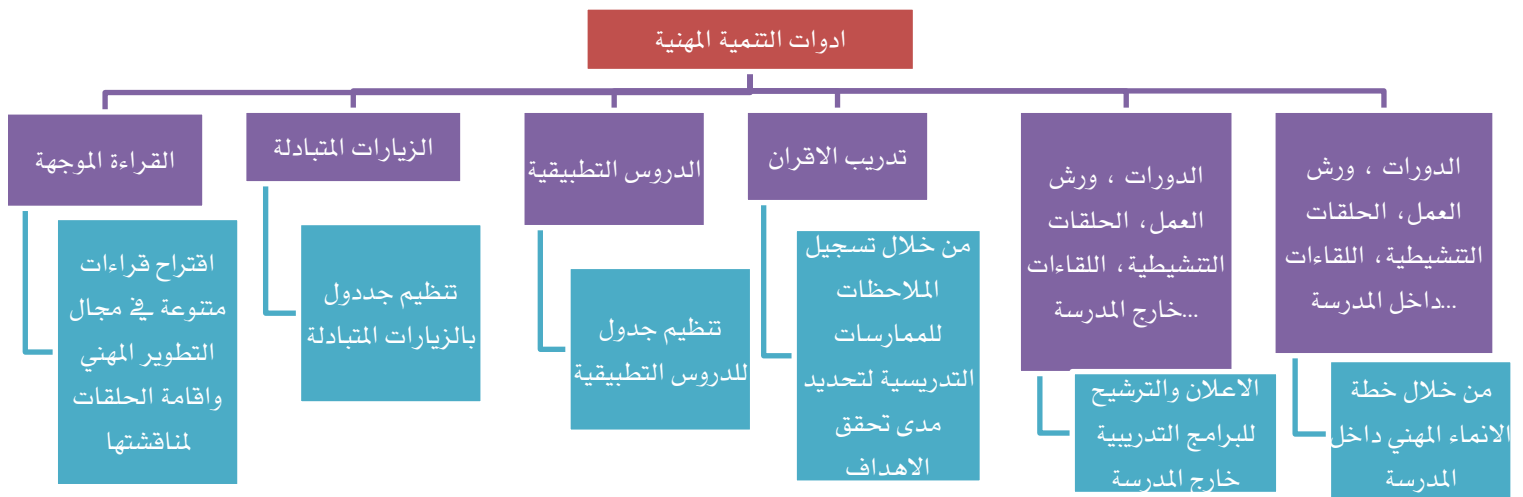 ادوات التنمية المهنية
الدورات ، ورش
العمل، الحلقات
التنشيطية، اللقاءات
داخل المدرسة...
من خلال خطة
الانماء المهني داخل
المدرسة
الدورات ، ورش
العمل، الحلقات
التنشيطية، اللقاءات
خارج المدرسة...
الاعلان والترشيح
للبرامج التدريبية
خارج المدرسة
تدريب الاقران
من خلال تسجيل
الملاحظات
للممارسات
التدريسية لتحديد
مدى تحقق
الاهداف
الدروس التطبيقية
تنظيم جدول
للدروس التطبيقية
الزيارات المتبادلة
تنظيم جددول
بالزيارات المتبادلة
القراءة الموجهة
اقتراح قراءات
متنوعة في مجال
التطوير المهني
واقامة الحلقات
لمناقشتها